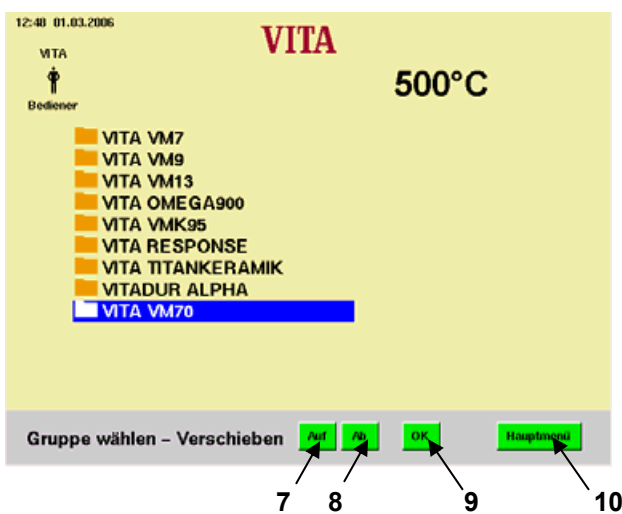 12:48 01.03.2006
VITA
VITA
500°C
Bediener
VITA VM7
VITA VM9
VITA VM13
VITA OMEGA900
VITA VMK95
VITA RESPONSE
VITA TITANKERAMIK
VITADUR ALPHA
VITA VM70
Gruppe wählen – Verschieben Auf Ab OK Hauptmenü
7 8 9 10